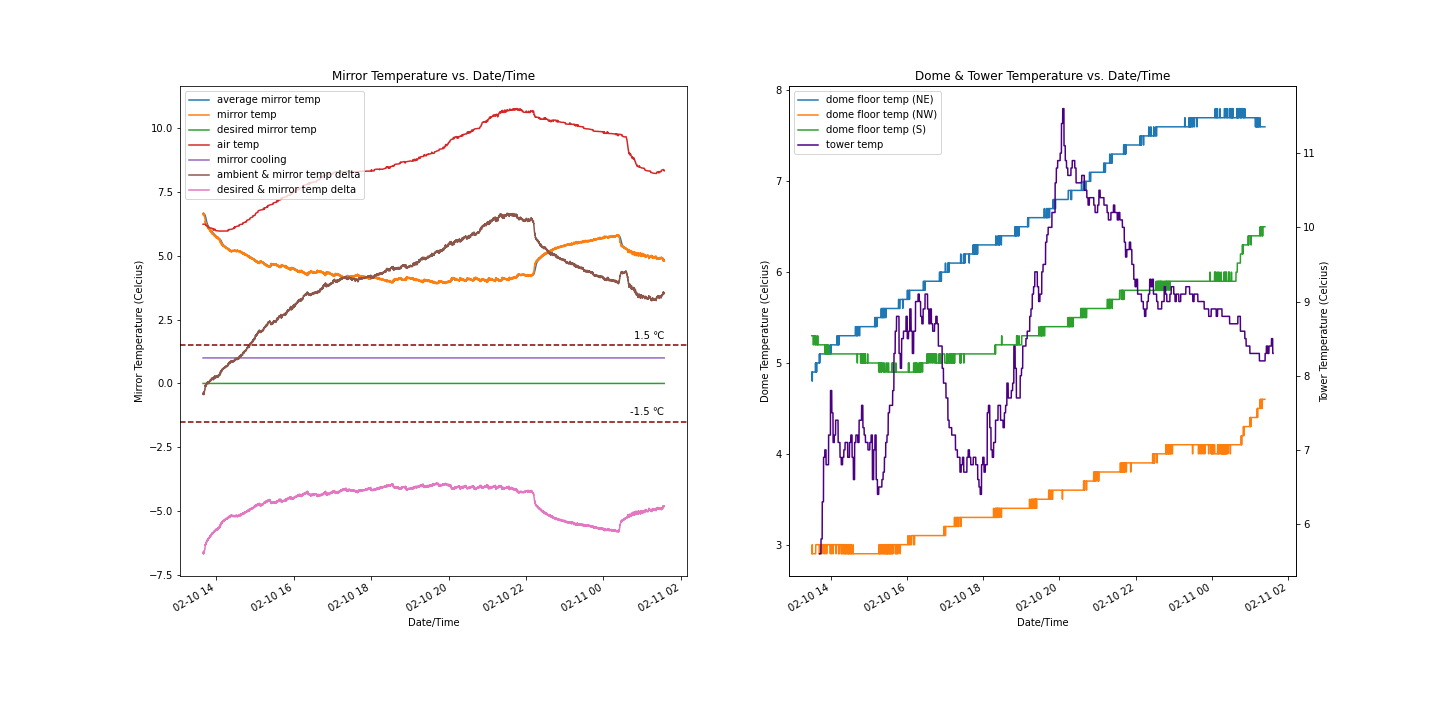 Mirror Temperature vs. Date/Time
average mirror temp
mirror temp
desired mirror temp
air temp
mirror cooling
ambient & mirror temp delta
desired & mirror temp delta
10.0
7.5
5.0
2.5
0.0
−2.5
−5.0
−7.5
Mirror Temperature (Celcius)
1.5 ℃
-1.5 ℃
02-10 14
02-10 16
02-10 18
02-10 20
02-10 22
02-11 00
02-11 02
Date/Time
Dome & Tower Temperature vs. Date/Time
dome floor temp (NE)
dome floor temp (NW)
dome floor temp (S)
tower temp
8
7
6
5
4
3
Dome Temperature (Celcius)
11
10
9
8
7
6
Tower Temperature (Celcius)
02-10 14
02-10 16
02-10 18
02-10 20
02-10 22
02-11 00
02-11 02
Date/Time